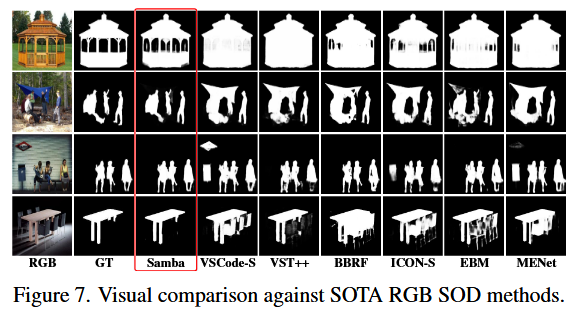 RGB GT Samba VSCode-S VST++ BBRF ICON-S EBM MENet
Figure 7. Visual comparison against SOTA RGB SOD methods.